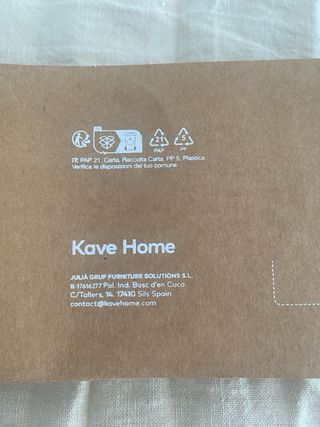 21
PAP
5
PP
IT: PAP 21, Carta, Raccolta Carta, PP 5, Plastica
Verifica le disposizioni del tuo comune
Kave Home
JULIÀ GRUP FURNITURE SOLUTIONS S.L.
B-17616277 Pol. Ind. Bosc d'en Cuca
C/Tallers, 14. 17410 Sils Spain
contact@kavehome.com